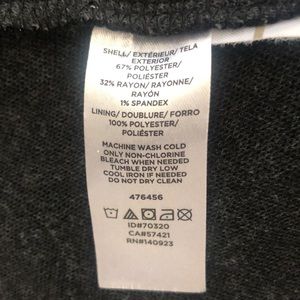 SHELL/ EXTÉRIEUR/ TELA
EXTERIOR
67% POLYESTER/
POLIÉSTER
32% RAYON/ RAYONNE/
RAYÓN
1% SPANDEX
LINING/ DOUBLURE/ FORRO
100% POLYESTER/
POLIÉSTER
MACHINE WASH COLD
ONLY NON-CHLORINE
BLEACH WHEN NEEDED
TUMBLE DRY LOW
COOL IRON IF NEEDED
DO NOT DRY CLEAN
476456
ID#70320
CA#57421
RN#140923